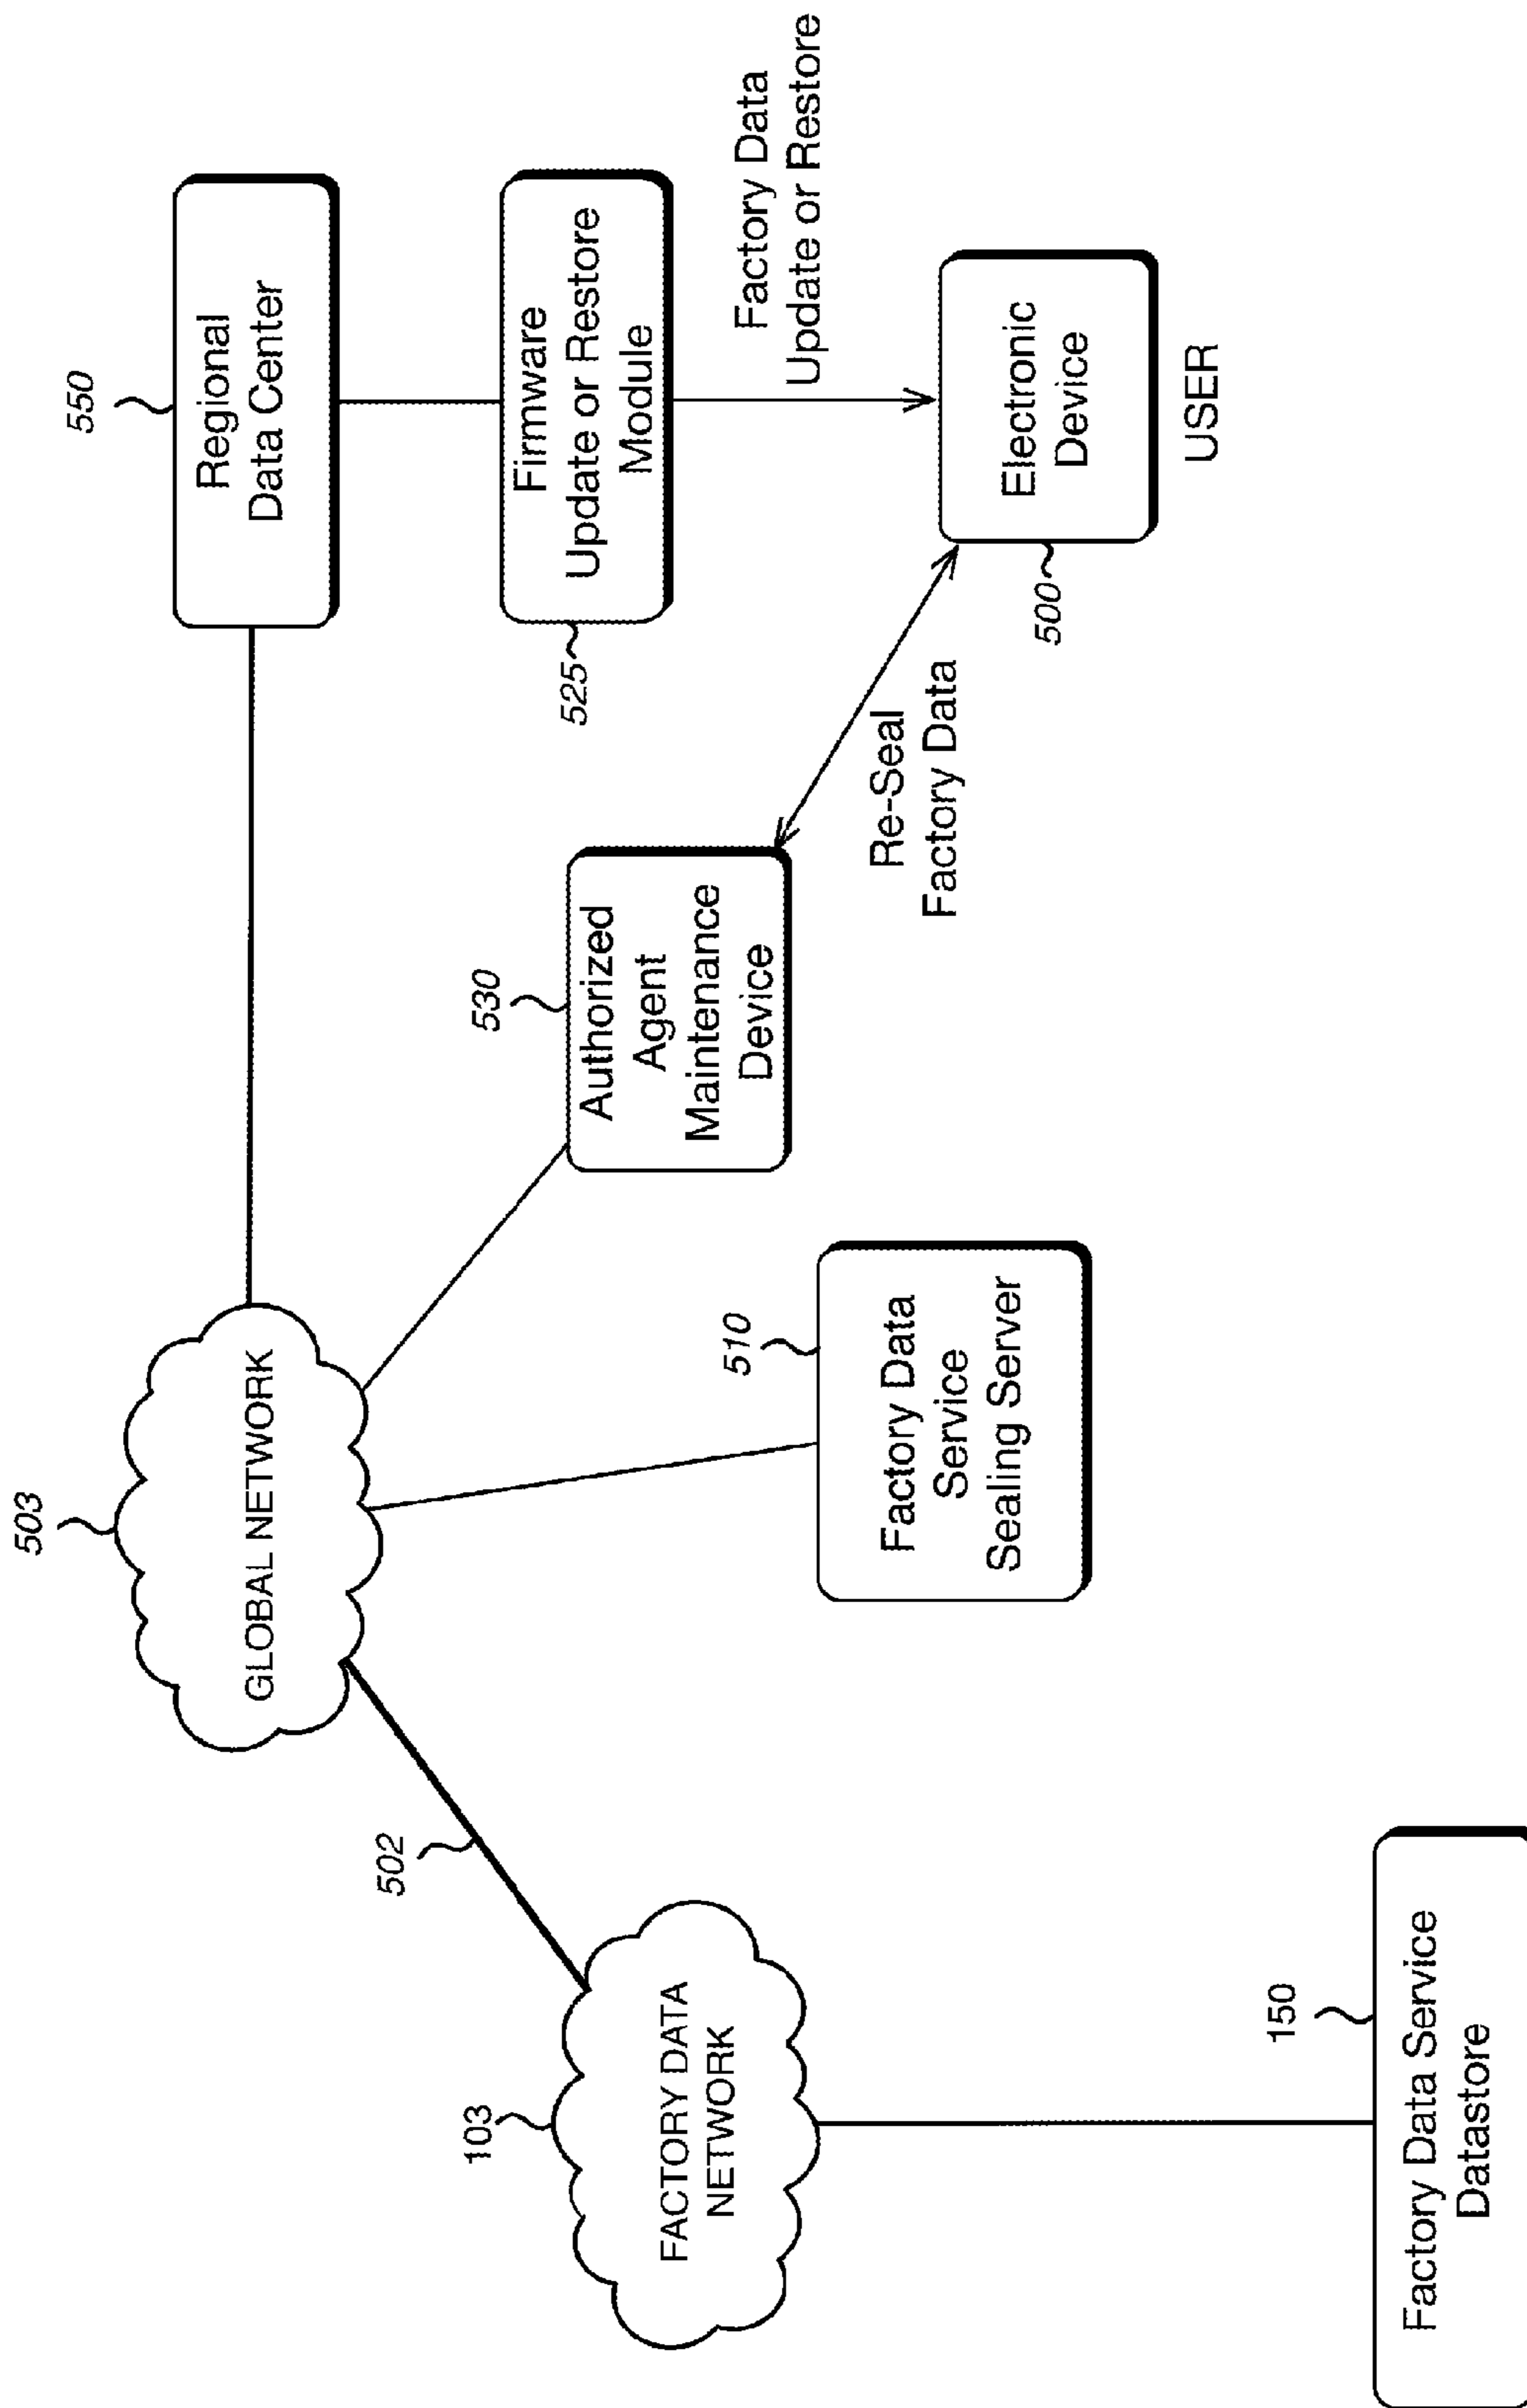 503
GLOBAL NETWORK
550
Regional
Data Center
502
103
FACTORY DATA
NETWORK
530
Authorized
Agent
Maintenance
Device
525
Firmware
Update or Restore
Module
510
Factory Data
Service
Sealing Server
Re-Seal
Factory Data
Factory Data
Update or Restore
500
Electronic
Device
USER
150
Factory Data Service
Datastore